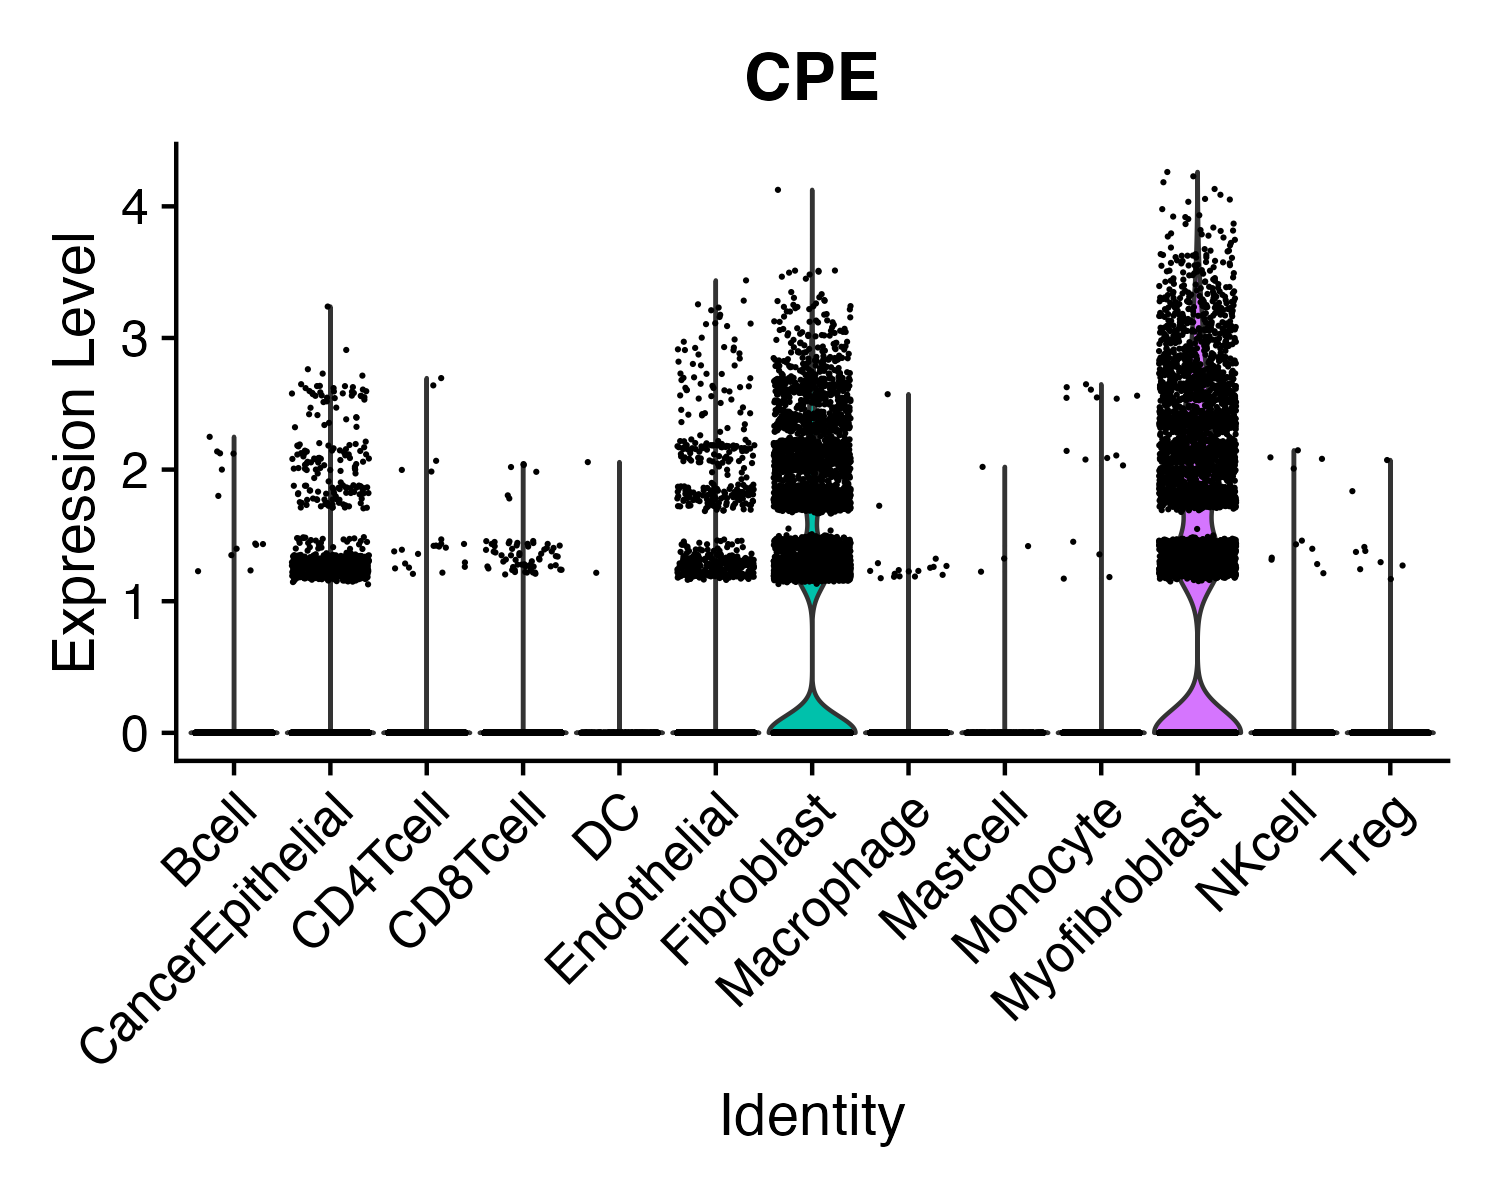 CPE
Expression Level
4
3
2
1
0
Bcell
CancerEpithelial
CD4Tcell
CD8Tcell
DC
Endothelial
Fibroblast
Macrophage
Mastcell
Monocyte
Myofibroblast
NKcell
Treg
Identity